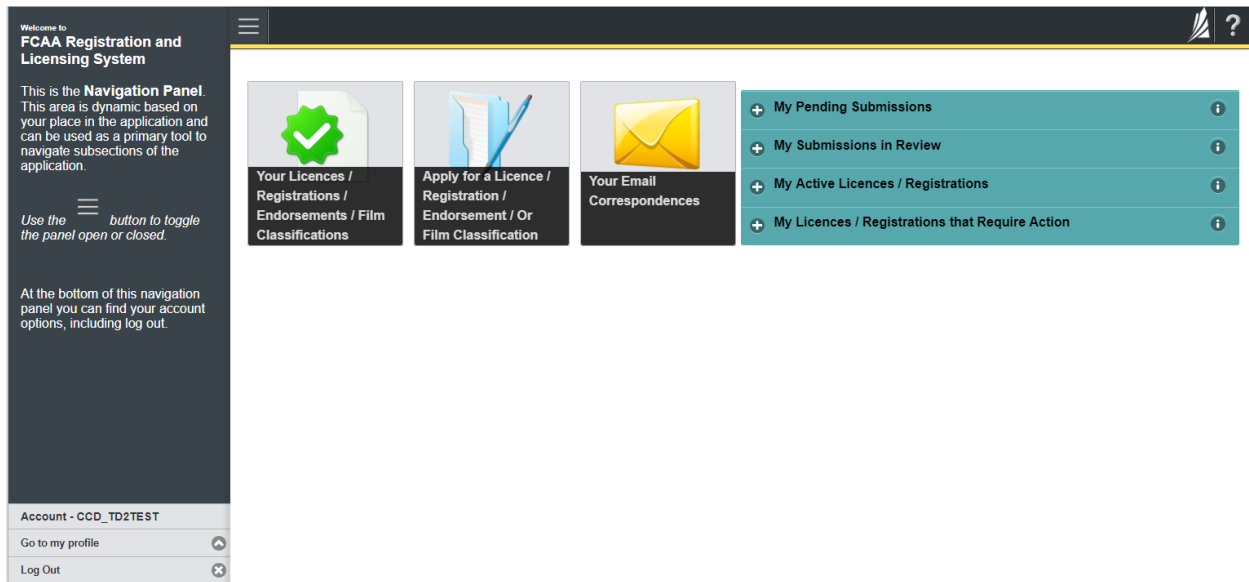 Welcome to
FCAA Registration and
Licensing System
This is the Navigation Panel.
This area is dynamic based on
your place in the application and
can be used as a primary tool to
navigate subsections of the
application.
Use the button to toggle
the panel open or closed.
At the bottom of this navigation
panel you can find your account
options, including log out.
Account - CCD_TD2TEST
Go to my profile
Log Out
?
Your Licences /
Registrations /
Endorsements / Film
Classifications
Apply for a Licence /
Registration /
Endorsement / Or
Film Classification
Your Email
Correspondences
My Pending Submissions
My Submissions in Review
My Active Licences / Registrations
My Licences / Registrations that Require Action